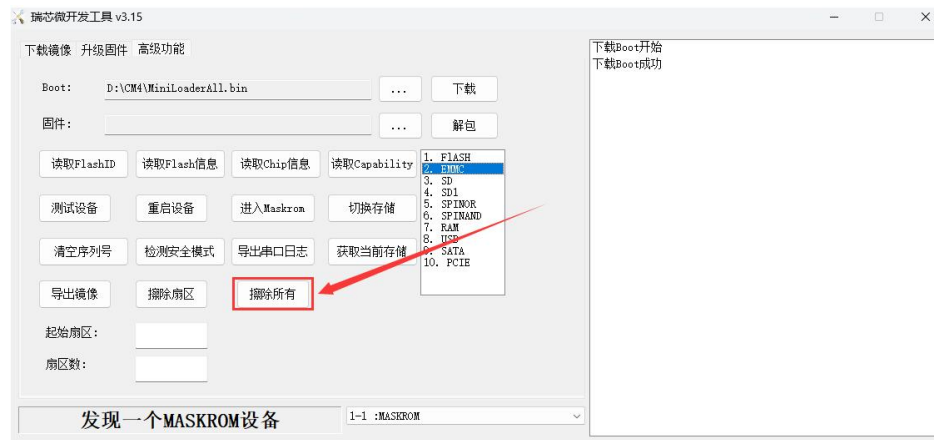 瑞芯微开发工具 v3.15
下载镜像 升级固件 高级功能
Boot: D:\CM4\MiniLoaderAll.bin ... 下载
固件: ... 解包
读取FlashID 读取Flash信息 读取Chip信息 读取Capability
1. FlASH
2. EMMC
3. SD
4. SD1
5. SPINOR
6. SPINAND
7. RAM
8. USB
9. SATA
10. PCIE
测试设备 重启设备 进入Maskrom 切换存储
清空序列号 检测安全模式 导出串口日志 获取当前存储
导出镜像 擦除扇区 擦除所有
起始扇区:
扇区数:
发现一个MASKROM设备 1-1 :MASKROM
下载Boot开始
下载Boot成功